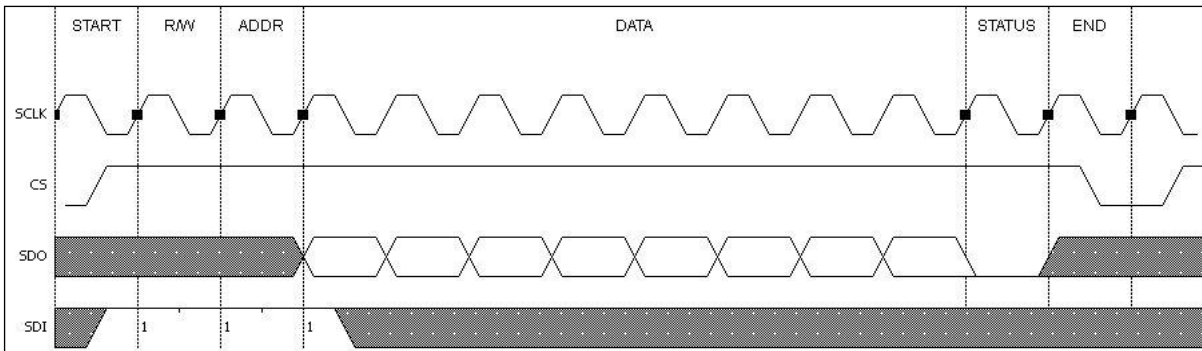 START R/W ADDR DATA STATUS END
SCLK
CS
SDO
SDI 1 1 1